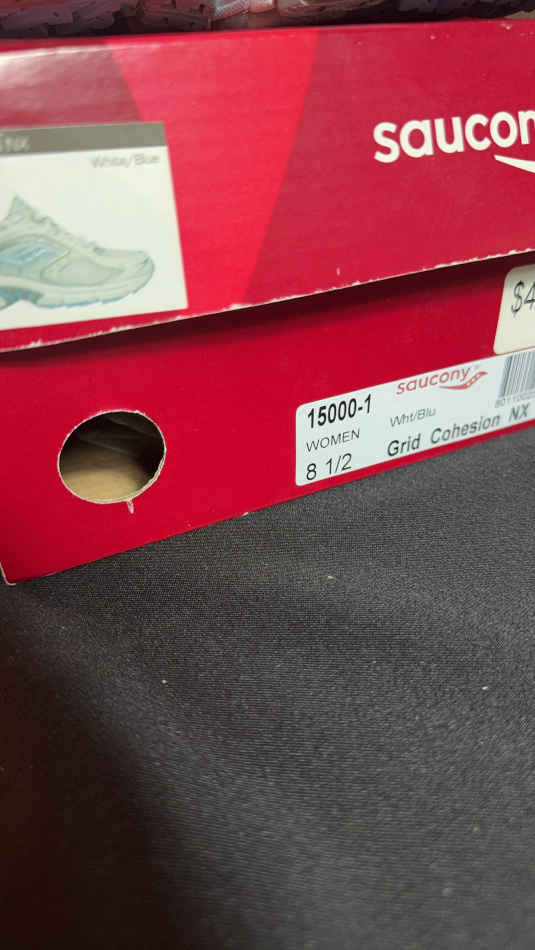 NX
White/Blue
saucon
$4
saucony
15000-1
Wht/Blu
WOMEN
8 1/2
Grid Cohesion NX